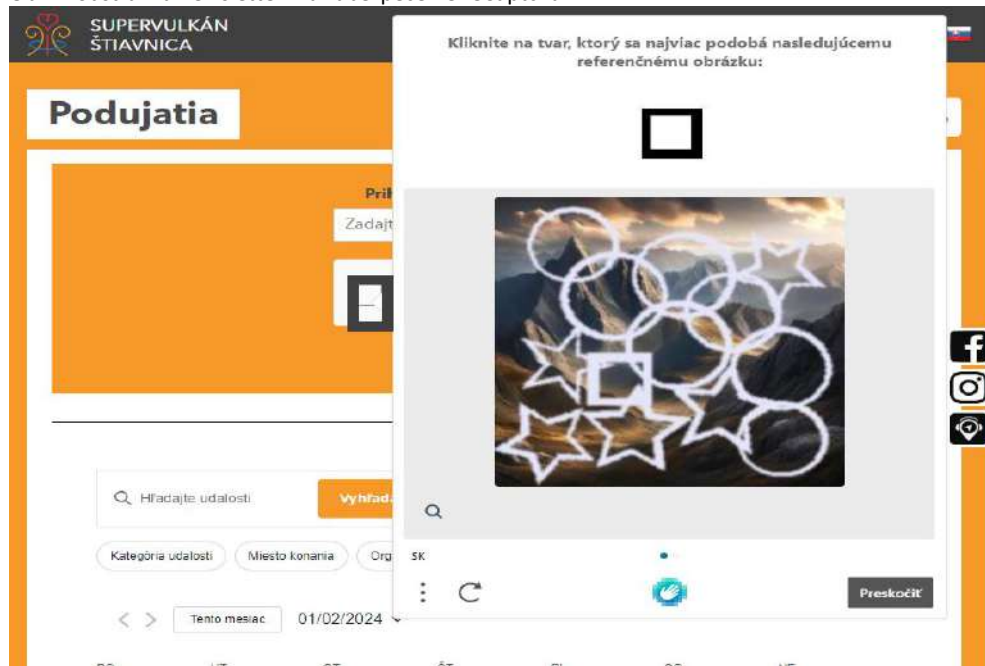 SUPERVULKÁN
ŠTIAVNICA
Kliknite na tvar, ktorý sa najviac podobá nasledujúcemu
referenčnému obrázku:
Podujatia
Zadajt
Hľadajte udalosti
Vyhľad
Kategória udalosti
Miesto konania
Org
SK
Preskočiť
Tento mesiac
01/02/2024